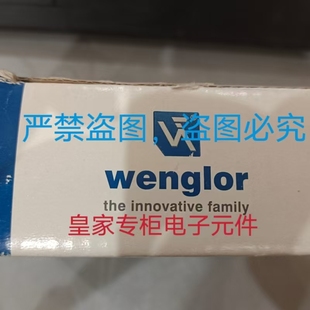 严禁盗图，盗图必究
wenglor
the innovative family
皇家专柜电子元件